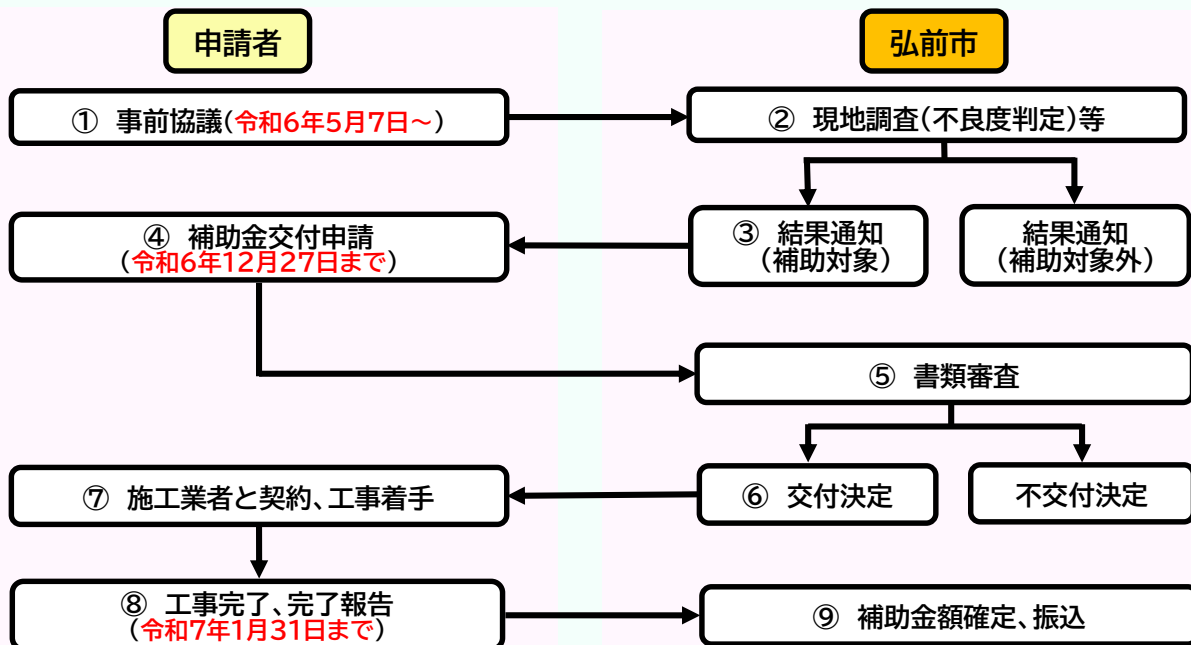 申請者
弘前市
① 事前協議(令和6年5月7日～)
② 現地調査(不良度判定)等
③ 結果通知
(補助対象)
結果通知
(補助対象外)
④ 補助金交付申請
(令和6年12月27日まで)
⑤ 書類審査
⑥ 交付決定
不交付決定
⑦ 施工業者と契約、工事着手
⑧ 工事完了、完了報告
(令和7年1月31日まで)
⑨ 補助金額確定、振込